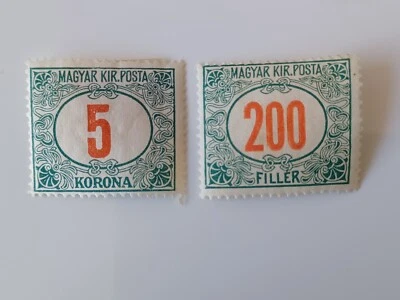 MAGYAR KIR. POSTA
5
KORONA
MAGYAR KIR. POSTA
200
FILLÉR